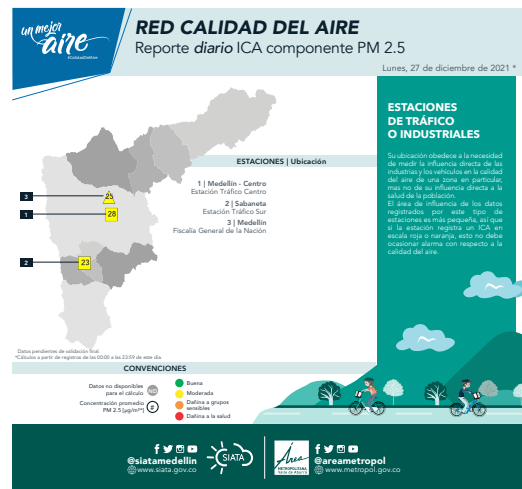 un mejor
aire
#CalidadDelAire
RED CALIDAD DEL AIRE
Reporte diario ICA componente PM 2.5
Lunes, 27 de diciembre de 2021 *
ESTACIONES | Ubicación
1 | Medellín - Centro
Estación Tráfico Centro
2 | Sabaneta
Estación Tráfico Sur
3 | Medellín
Fiscalía General de la Nación
3
25
1
28
2
23
ESTACIONES
DE TRÁFICO
O INDUSTRIALES
Su ubicación obedece a la necesidad
de medir la influencia directa de las
industrias y los vehículos en la calidad
del aire de una zona en particular,
mas no de su influencia directa a la
salud de la población.
El área de influencia de los datos
registrados por este tipo de
estaciones es más pequeña, así que
si la estación registra un ICA en
escala roja o naranja, esto no debe
ocasionar alarma con respecto a la
calidad del aire.
Datos pendientes de validación final.
*Cálculos a partir de registros de las 00:00 a las 23:59 de este día.
CONVENCIONES
Datos no disponibles
para el cálculo
ND
Concentración promedio
PM 2.5 [µg/m³]
#
Buena
Moderada
Dañina a grupos
sensibles
Dañina a la salud
@siatamedellin
www.siata.gov.co
SIATA
Área
METROPOLITANA
Valle de Aburrá
@areametropol
www.metropol.gov.co